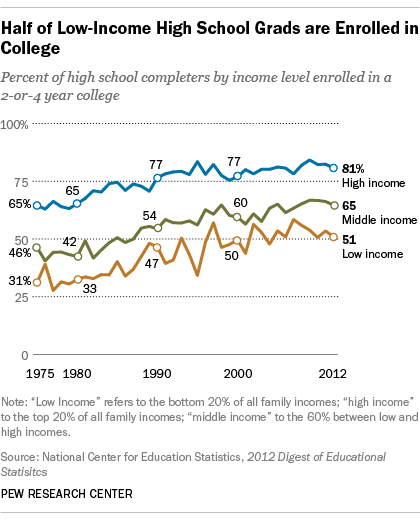 Half of Low-Income High School Grads are Enrolled in
College
Percent of high school completers by income level enrolled in a
2-or-4 year college
100%
77
77
81%
High income
75
65
65%
60
65
Middle income
54
50
42
51
Low income
46%
47
50
31%
33
25
0
1975 1980 1990 2000 2012
Note: “Low Income” refers to the bottom 20% of all family incomes; “high income”
to the top 20% of all family incomes; “middle income” to the 60% between low and
high incomes.
Source: National Center for Education Statistics, 2012 Digest of Educational
Statisitcs
PEW RESEARCH CENTER